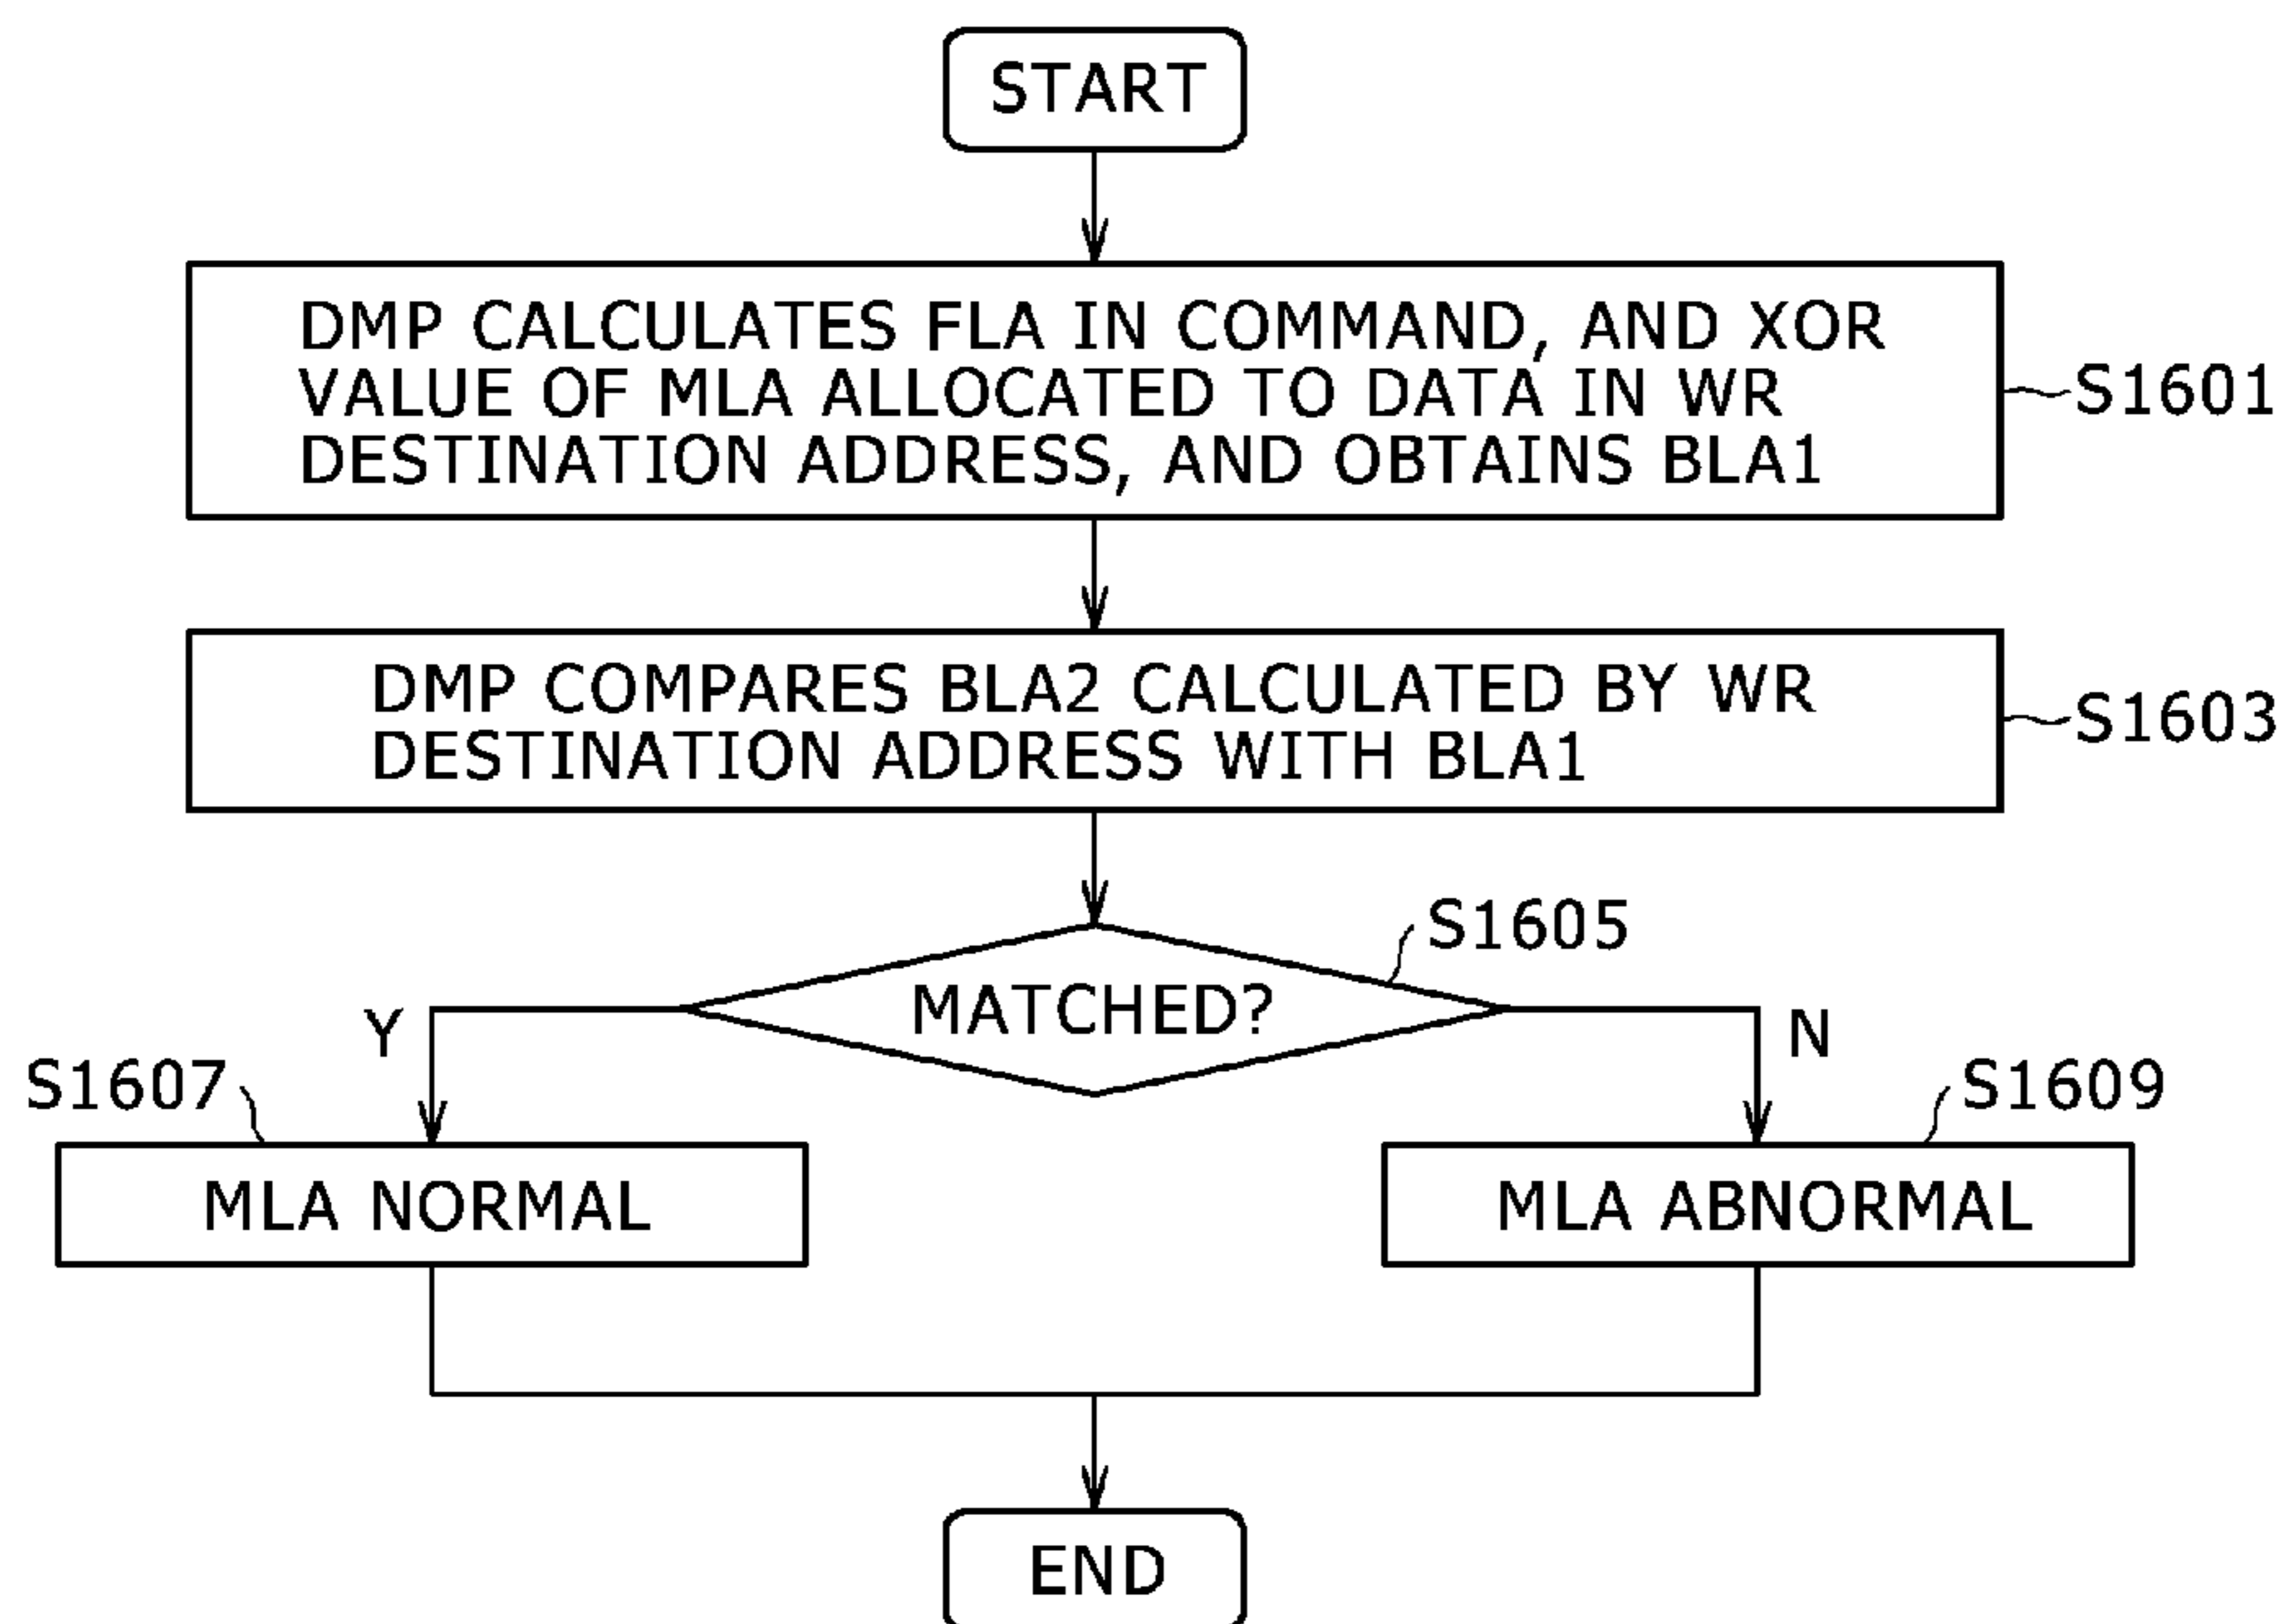 START
DMP CALCULATES FLA IN COMMAND, AND XOR
VALUE OF MLA ALLOCATED TO DATA IN WR
DESTINATION ADDRESS, AND OBTAINS BLA1
S1601
DMP COMPARES BLA2 CALCULATED BY WR
DESTINATION ADDRESS WITH BLA1
S1603
S1605
MATCHED?
Y
N
S1607
S1609
MLA NORMAL
MLA ABNORMAL
END